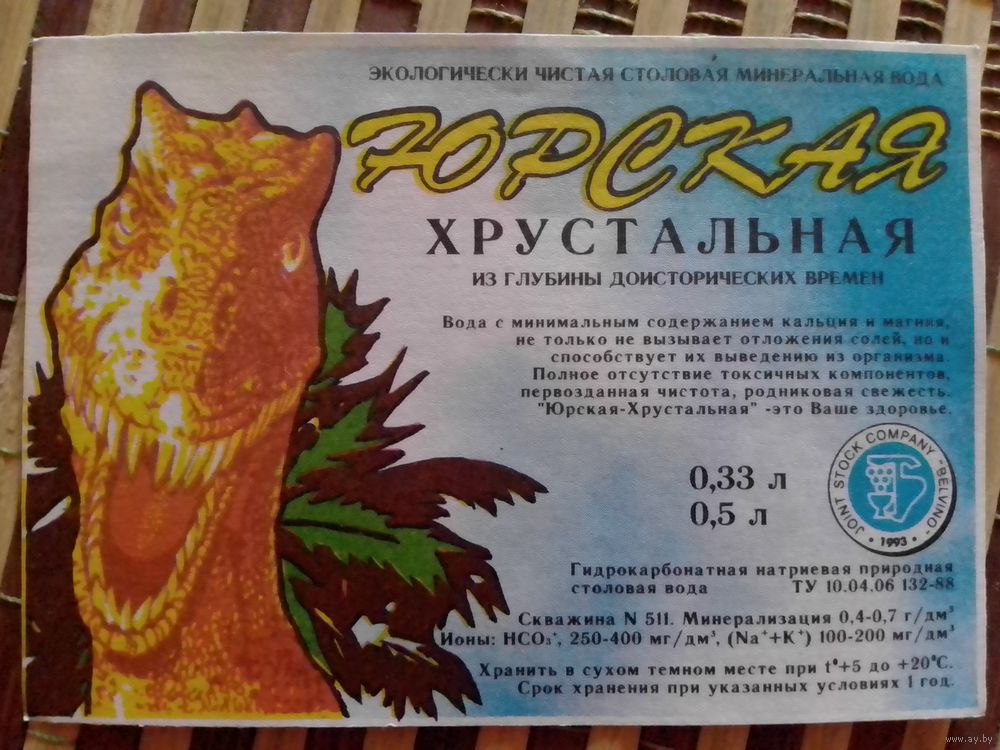 ЭКОЛОГИЧЕСКИ ЧИСТАЯ СТОЛОВАЯ МИНЕРАЛЬНАЯ ВОДА
ЮРСКАЯ
ХРУСТАЛЬНАЯ
ИЗ ГЛУБИНЫ ДОИСТОРИЧЕСКИХ ВРЕМЕН
Вода с минимальным содержанием кальция и магния,
не только не вызывает отложения солей, но и
способствует их выведению из организма.
Полное отсутствие токсичных компонентов,
первозданная чистота, родниковая свежесть.
"Юрская-Хрустальная" -это Ваше здоровье.
0,33 л
0,5 л
JOINT STOCK COMPANY "BELVINO"
• 1993 •
Гидрокарбонатная натриевая природная
столовая вода ТУ 10.04.06 132-88
Скважина N 511. Минерализация 0,4-0,7 г/дм³
Ионы: HCO₃⁺, 250-400 мг/дм³, (Na⁺+K⁺) 100-200 мг/дм³
Хранить в сухом темном месте при t°+5 до +20°С.
Срок хранения при указанных условиях 1 год.
www.ay.by